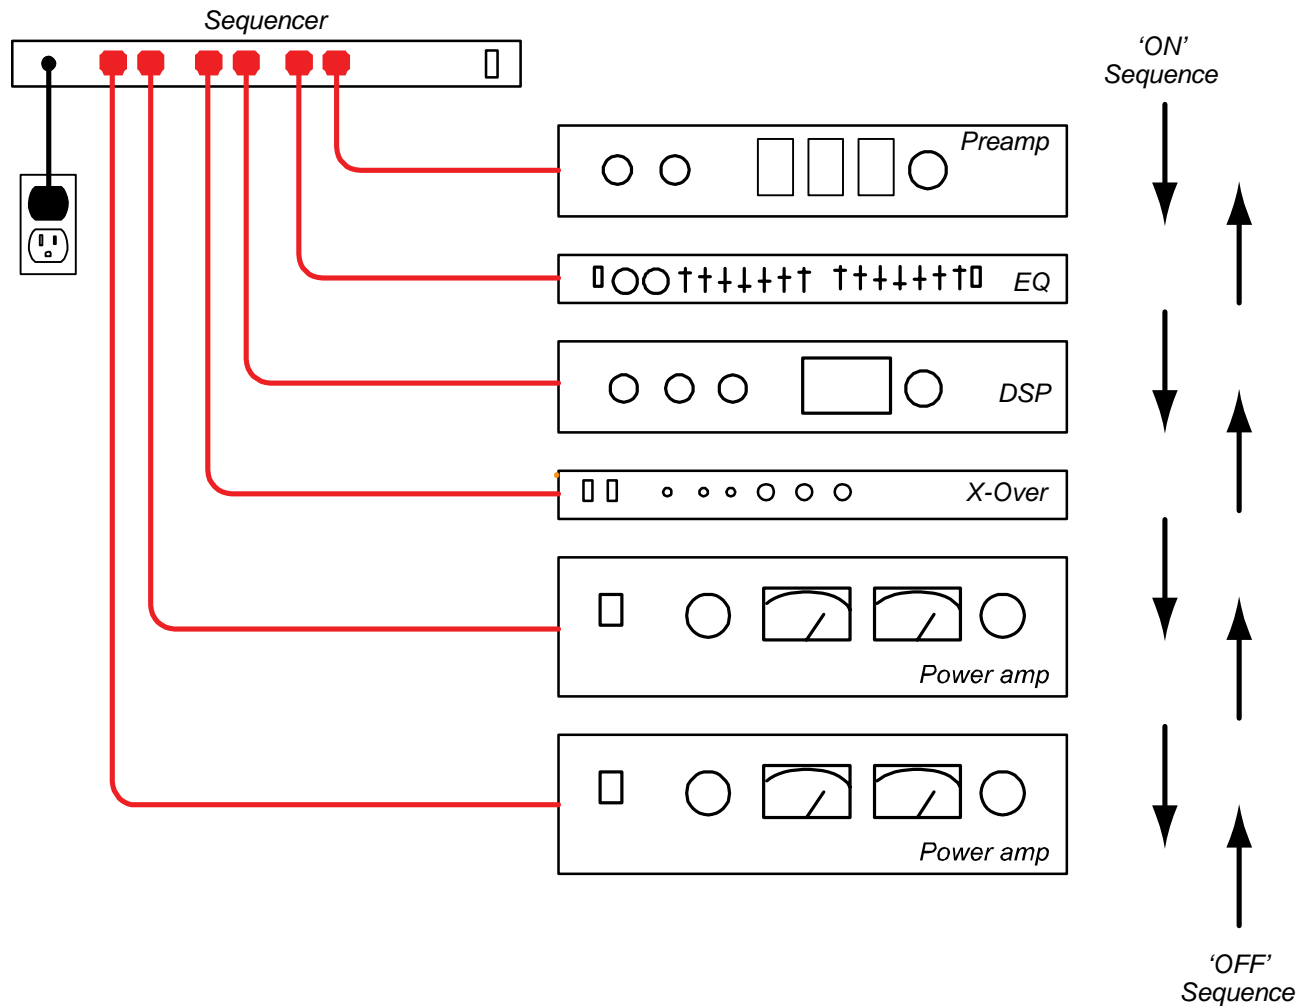 Sequencer
‘ON’
Sequence
Preamp
EQ
DSP
X-Over
Power amp
Power amp
‘OFF’
Sequence